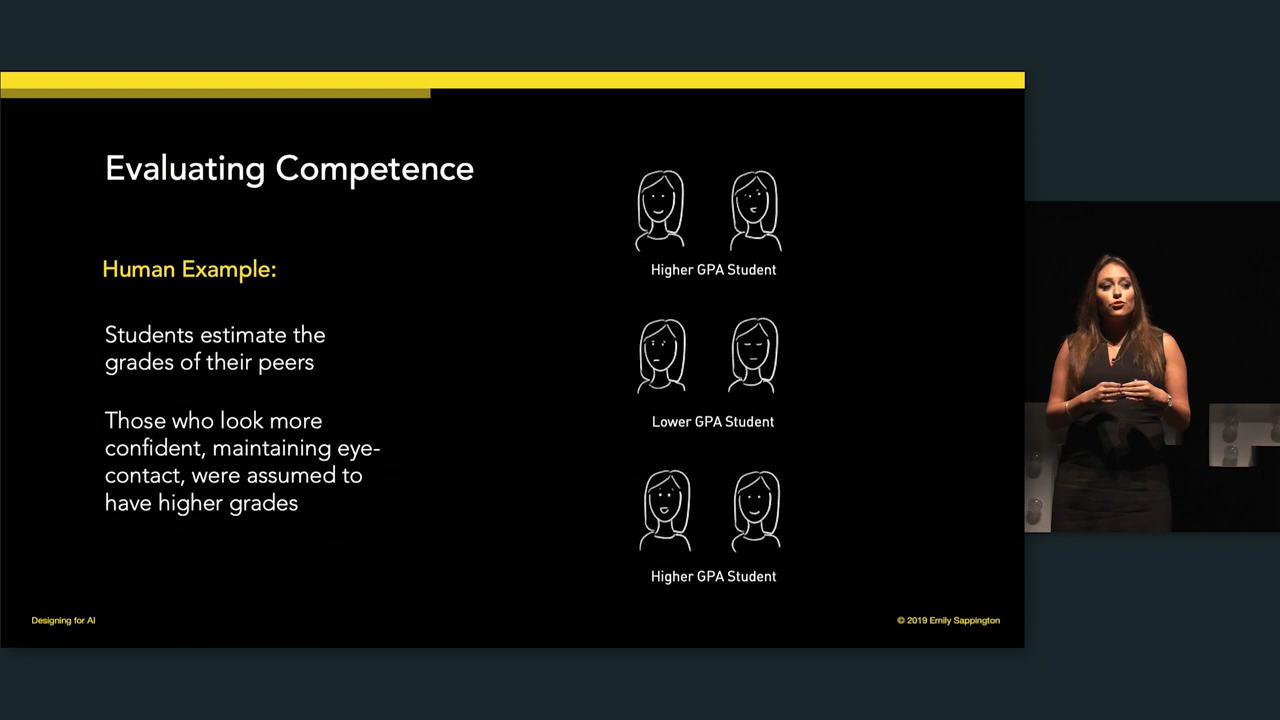 Evaluating Competence
Human Example:
Students estimate the
grades of their peers
Those who look more
confident, maintaining eye-
contact, were assumed to
have higher grades
Higher GPA Student
Lower GPA Student
Higher GPA Student
Designing for AI
© 2019 Emily Sappington